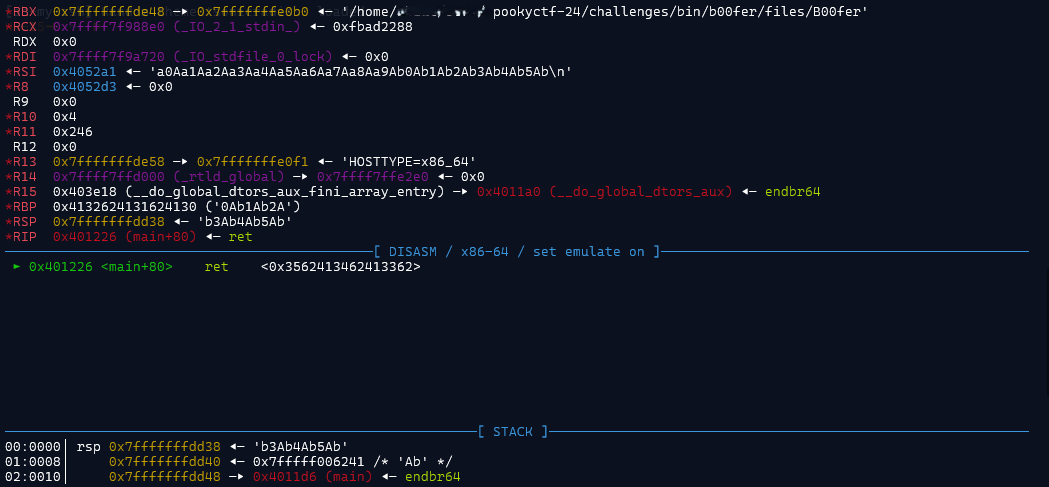 RBX 0x7fffffffde48 —▸ 0x7fffffffe0b0 ◂— '/home/ pookyctf-24/challenges/bin/b00fer/files/B00fer'
*RCX 0x7ffff7f988e0 (_IO_2_1_stdin_) ◂— 0xfbad2288
RDX 0x0
*RDI 0x7ffff7f9a720 (_IO_stdfile_0_lock) ◂— 0x0
*RSI 0x4052a1 ◂— 'a0Aa1Aa2Aa3Aa4Aa5Aa6Aa7Aa8Aa9Ab0Ab1Ab2Ab3Ab4Ab5Ab\n'
*R8 0x4052d3 ◂— 0x0
R9 0x0
*R10 0x4
*R11 0x246
R12 0x0
*R13 0x7fffffffde58 —▸ 0x7fffffffe0f1 ◂— 'HOSTTYPE=x86_64'
*R14 0x7ffff7ffd000 (_rtld_global) —▸ 0x7ffff7ffe2e0 ◂— 0x0
*R15 0x403e18 (__do_global_dtors_aux_fini_array_entry) —▸ 0x4011a0 (__do_global_dtors_aux) ◂— endbr64
*RBP 0x4132624131624130 ('0Ab1Ab2A')
*RSP 0x7fffffffdd38 ◂— 'b3Ab4Ab5Ab'
*RIP 0x401226 (main+80) ◂— ret
[ DISASM / x86-64 / set emulate on ]
► 0x401226 <main+80> ret <0x3562413462413362>
[ STACK ]
00:0000│ rsp 0x7fffffffdd38 ◂— 'b3Ab4Ab5Ab'
01:0008│ 0x7fffffffdd40 ◂— 0x7fffff006241 /* 'Ab' */
02:0010│ 0x7fffffffdd48 —▸ 0x4011d6 (main) ◂— endbr64